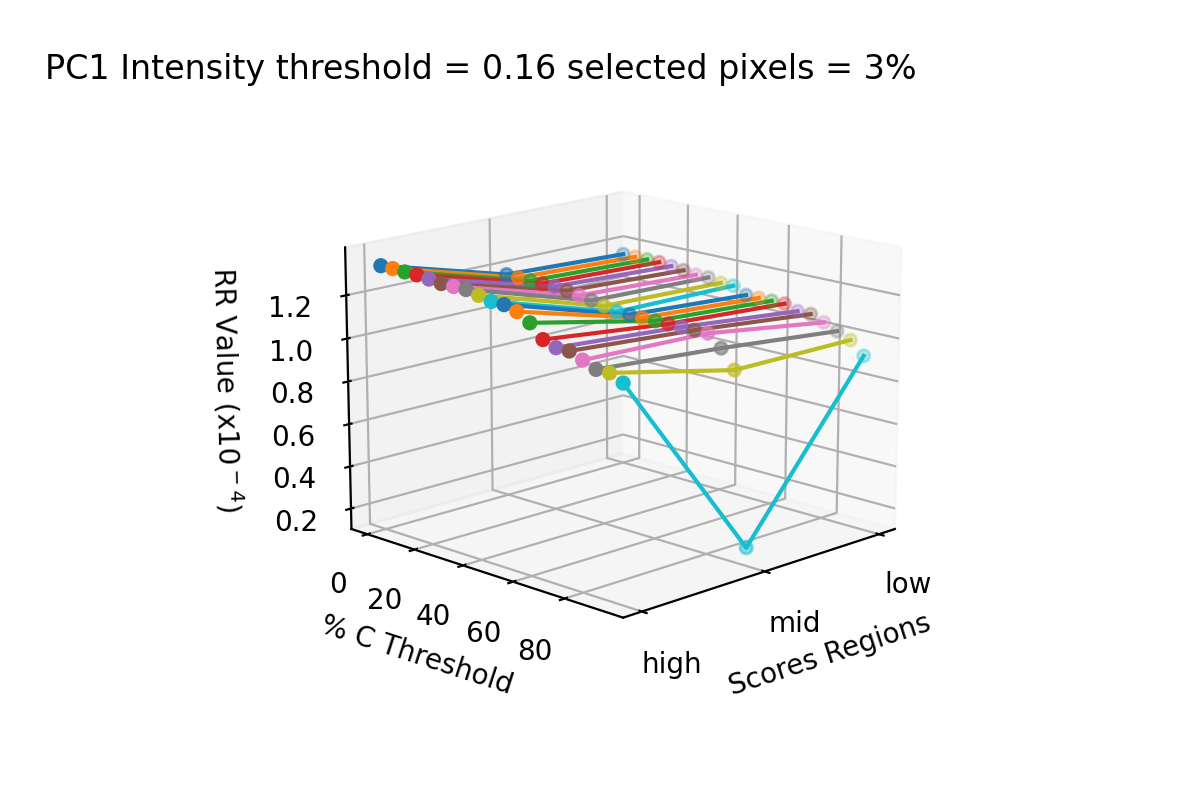 PC1 Intensity threshold = 0.16 selected pixels = 3%
RR Value (x10⁻⁴)
1.2
1.0
0.8
0.6
0.4
0.2
0
20
40
60
80
% C Threshold
high
mid
low
Scores Regions